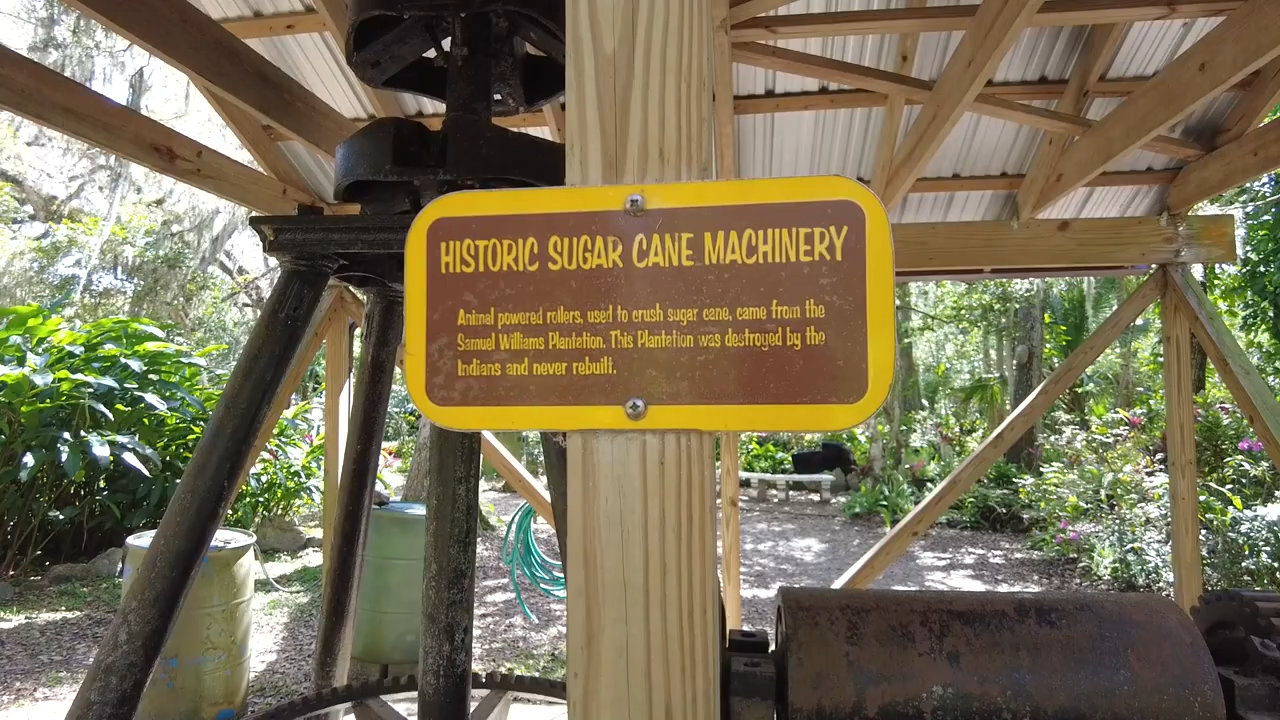 HISTORIC SUGAR CANE MACHINERY
Animal powered rollers, used to crush sugar cane, came from the
Samuel Williams Plantation. This Plantation was destroyed by the
Indians and never rebuilt.